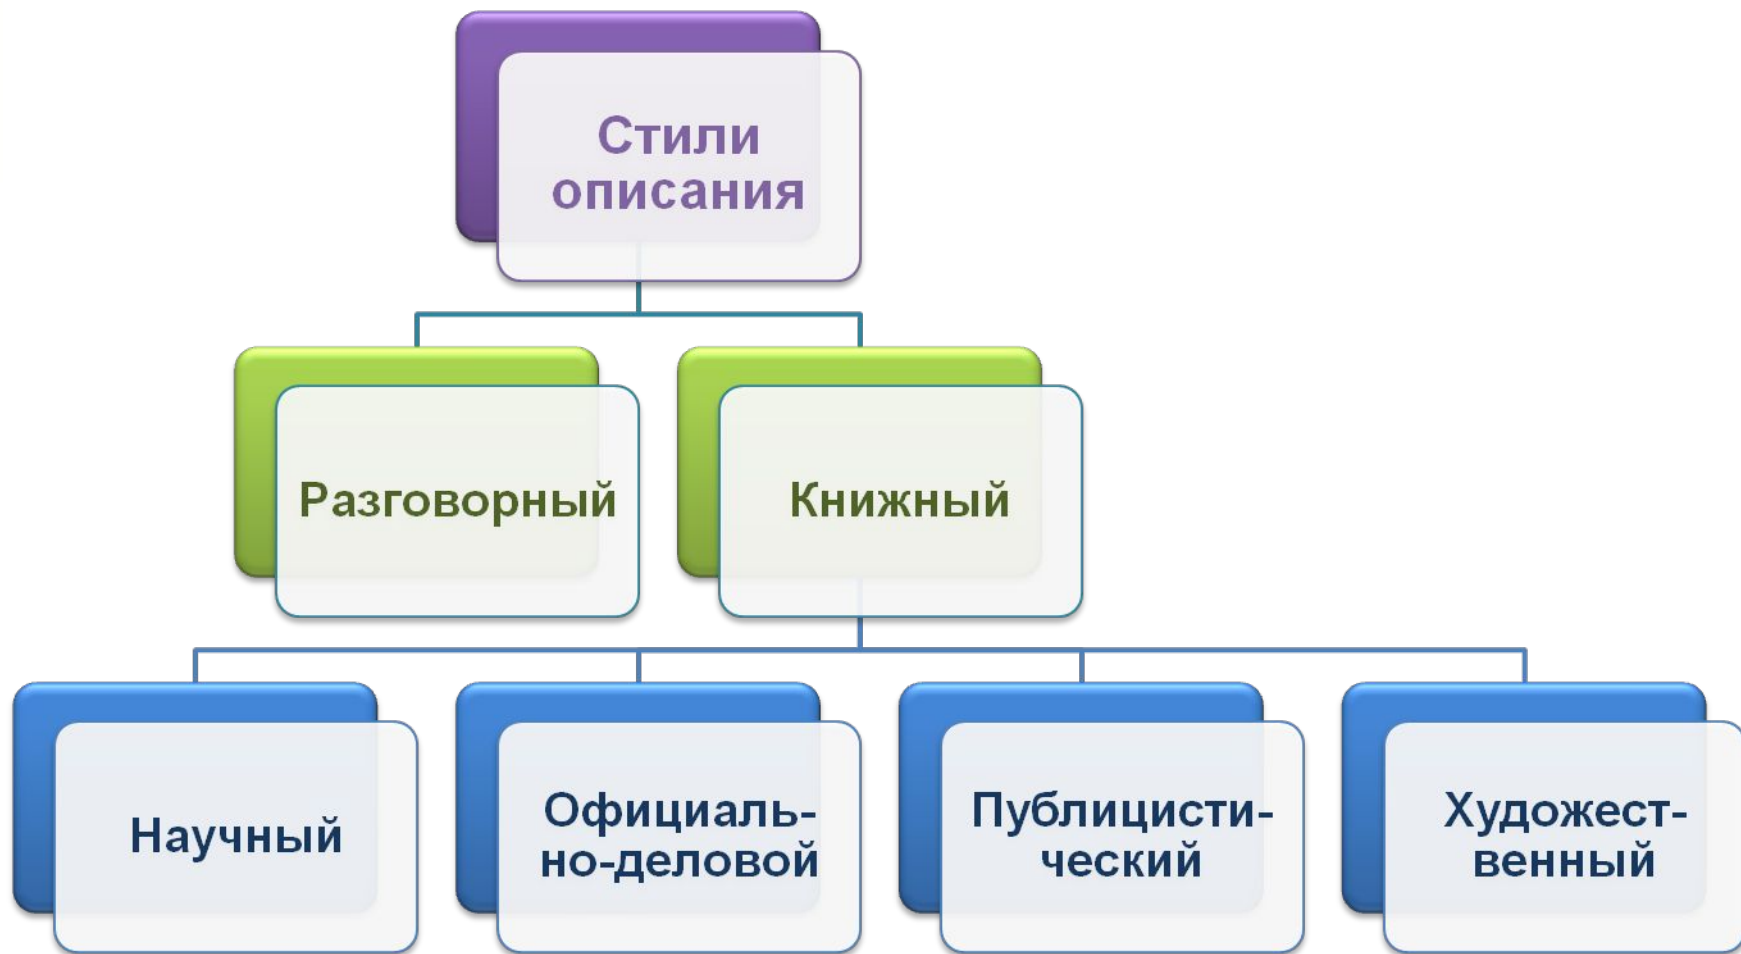 Стили
описания
Разговорный
Книжный
Научный
Официаль-
но-деловой
Публицисти-
ческий
Художест-
венный